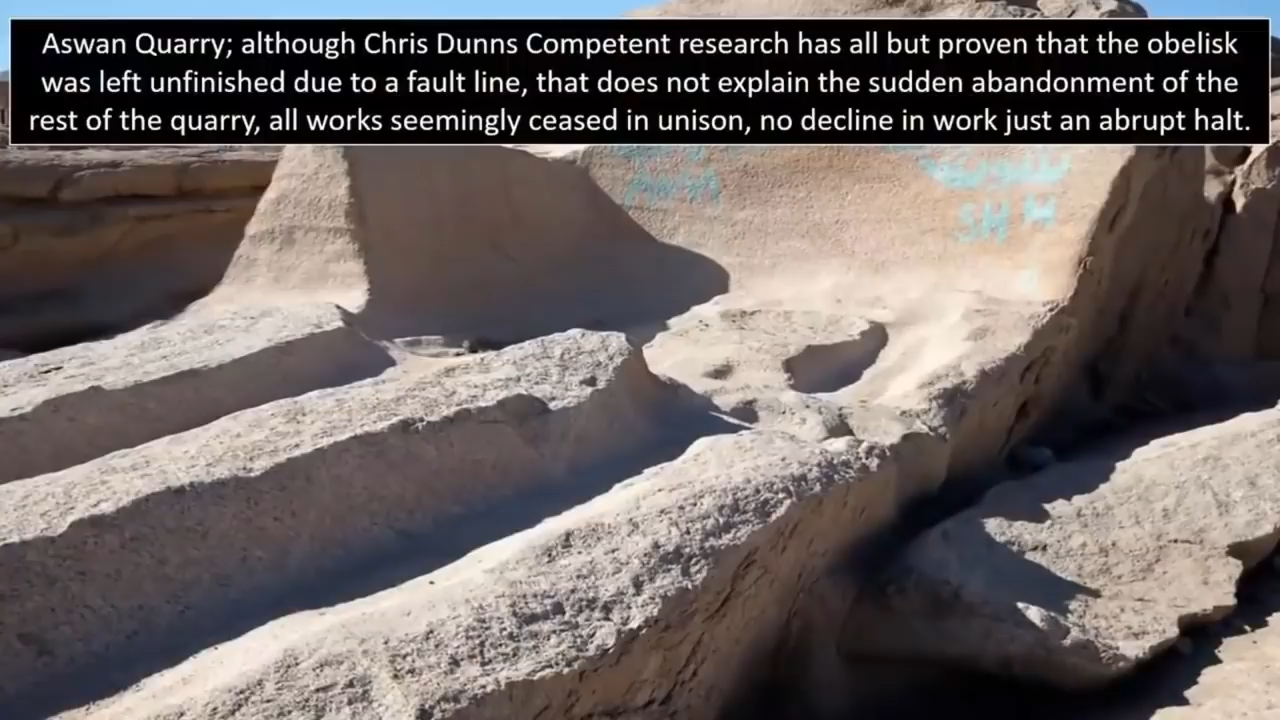 Aswan Quarry; although Chris Dunns Competent research has all but proven that the obelisk
was left unfinished due to a fault line, that does not explain the sudden abandonment of the
rest of the quarry, all works seemingly ceased in unison, no decline in work just an abrupt halt.